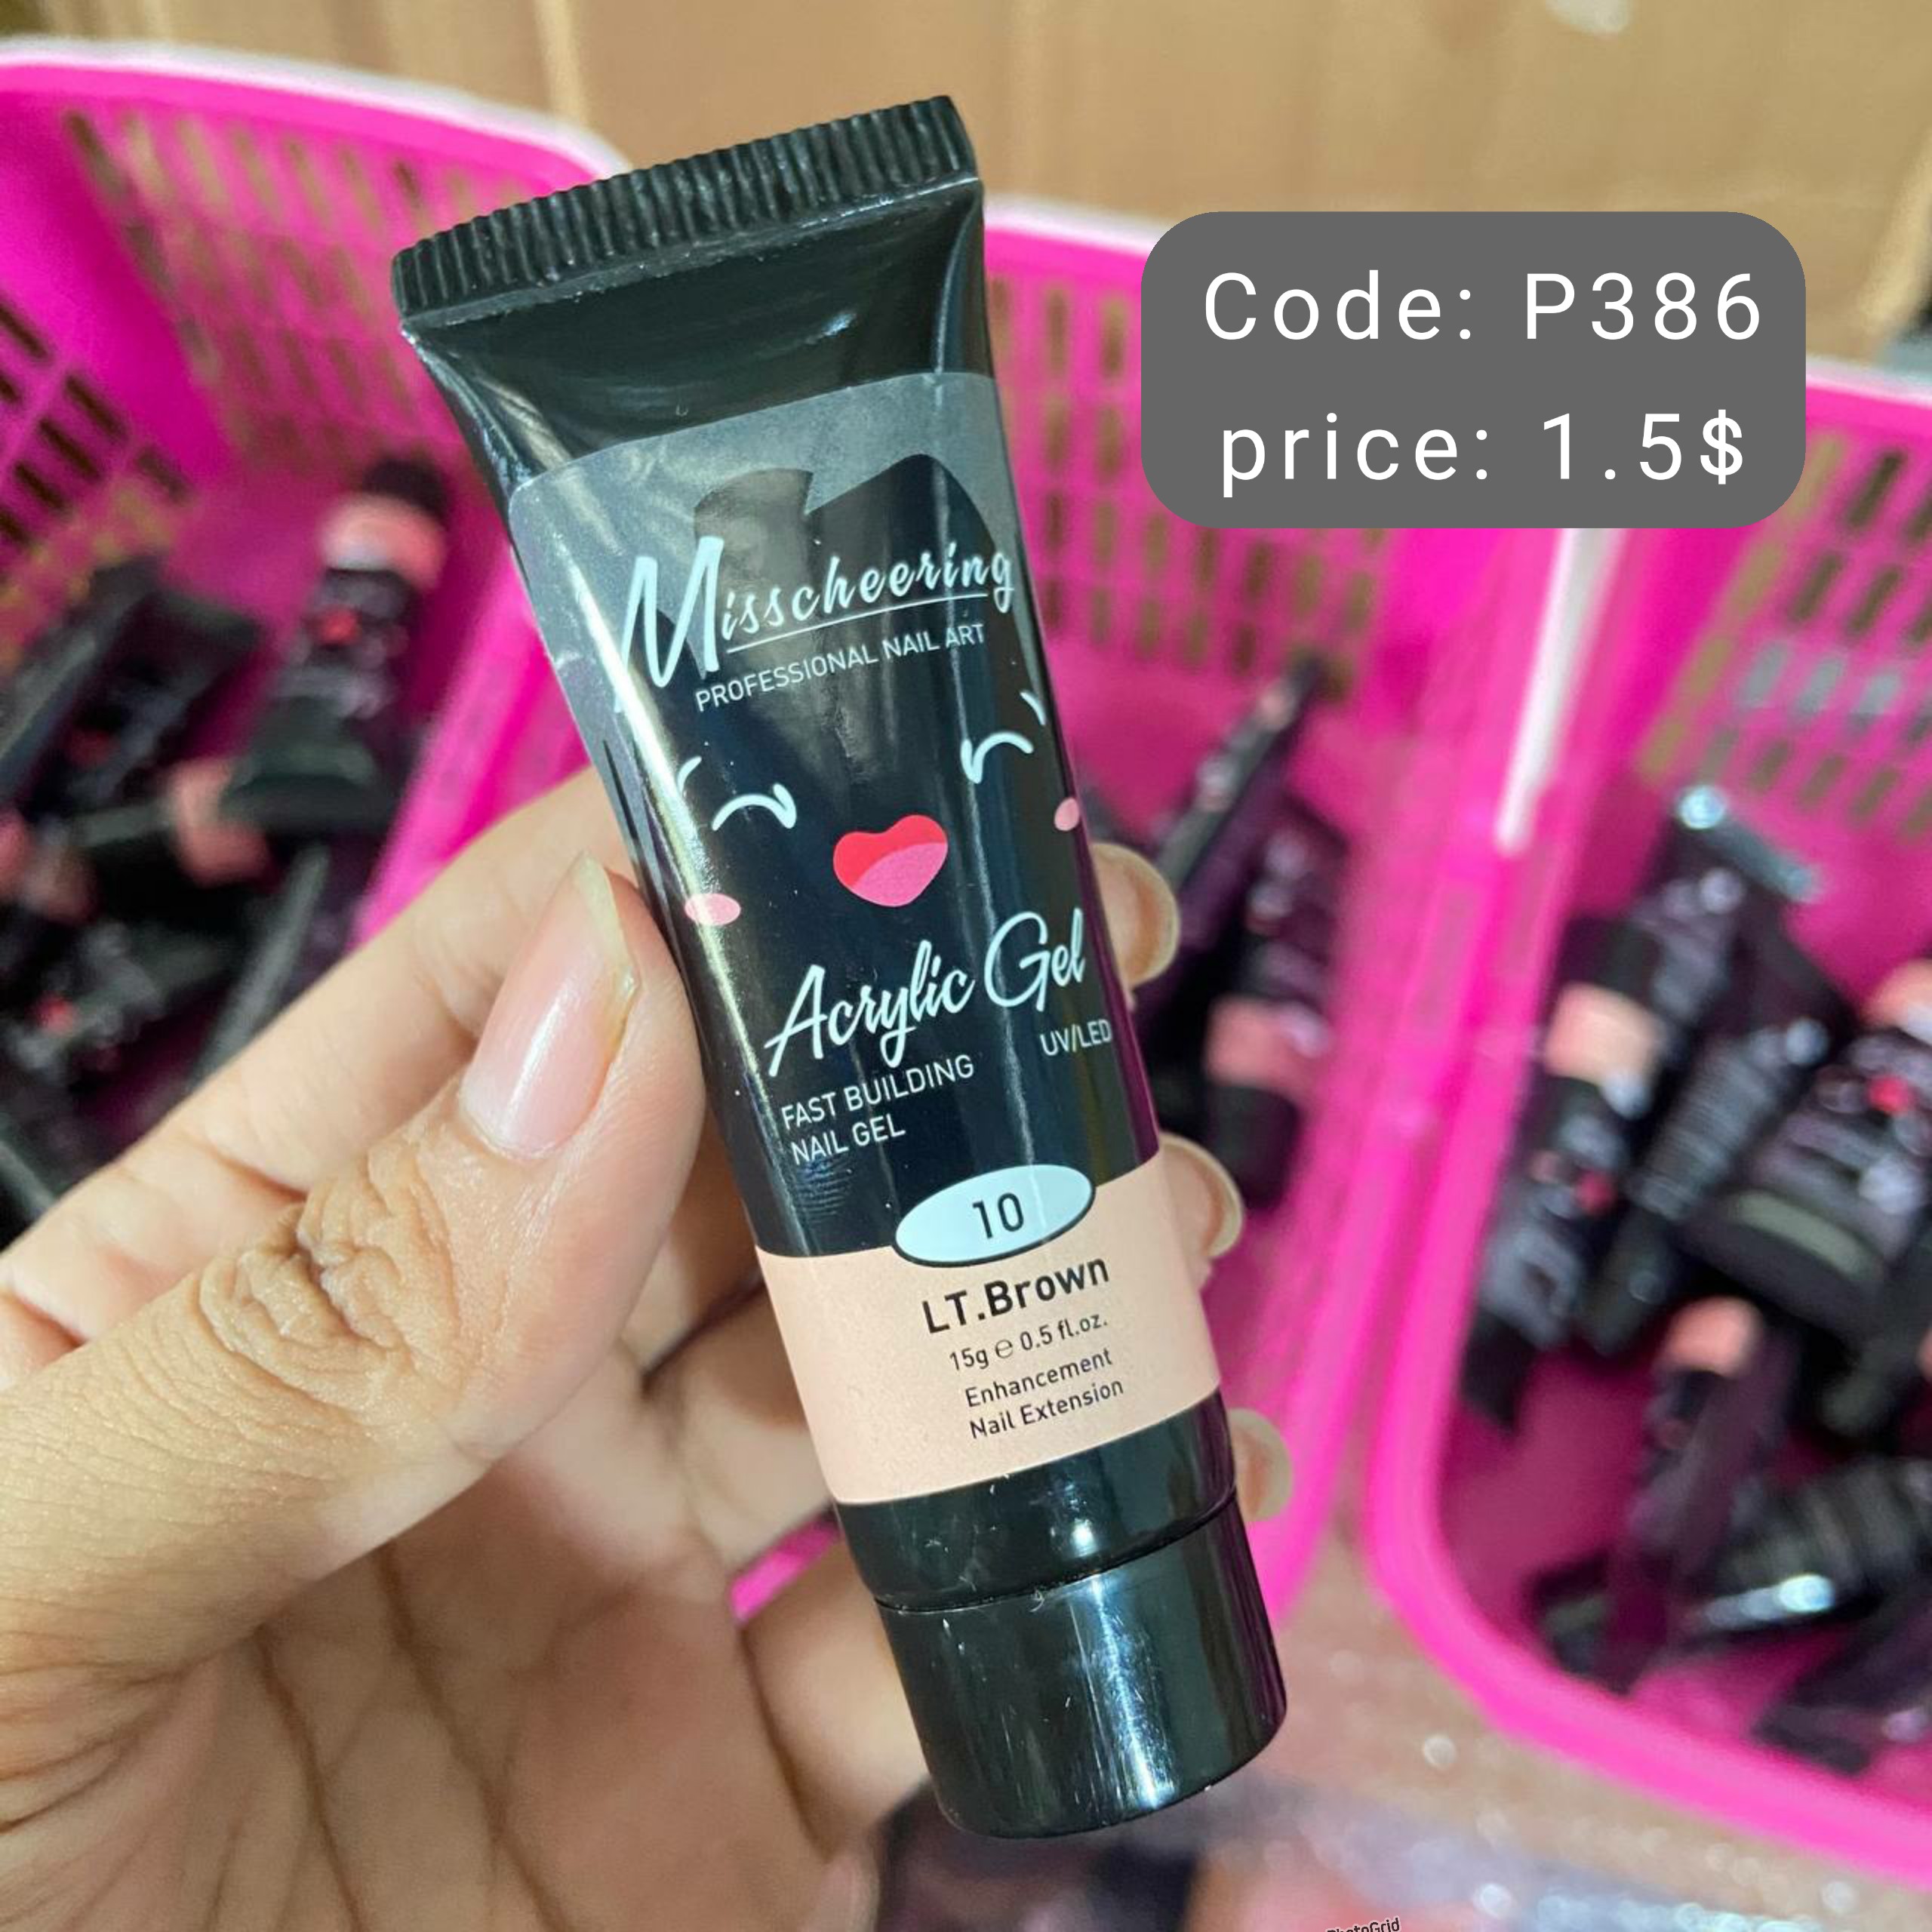 Code: P386
price: 1.5$
Misscheering
PROFESSIONAL NAIL ART
Acrylic Gel
UV/LED
FAST BUILDING
NAIL GEL
10
LT.Brown
15g ℮ 0.5 fl.oz.
Enhancement
Nail Extension
PhotoGrid